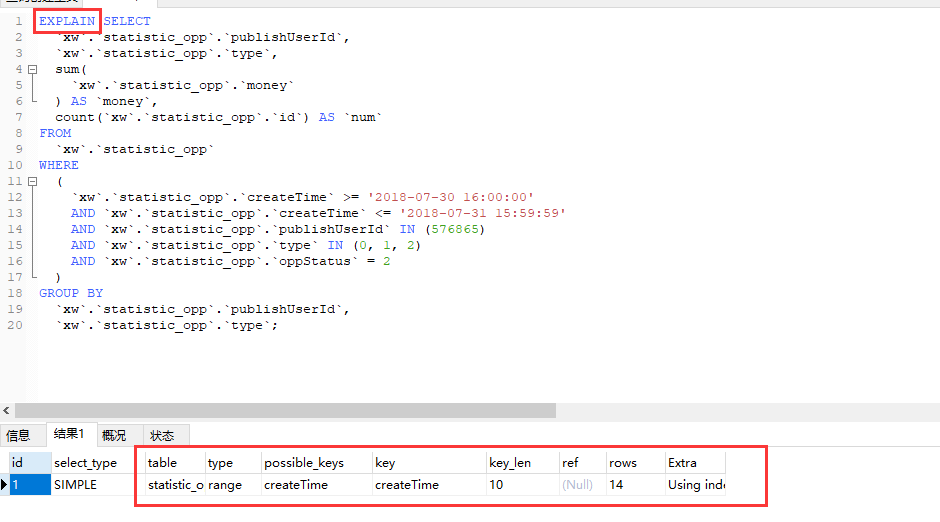 1 EXPLAIN SELECT
2 `xw`.`statistic_opp`.`publishUserId`,
3 `xw`.`statistic_opp`.`type`,
4 sum(
5 `xw`.`statistic_opp`.`money`
6 ) AS `money`,
7 count(`xw`.`statistic_opp`.`id`) AS `num`
8 FROM
9 `xw`.`statistic_opp`
10 WHERE
11 (
12 `xw`.`statistic_opp`.`createTime` >= '2018-07-30 16:00:00'
13 AND `xw`.`statistic_opp`.`createTime` <= '2018-07-31 15:59:59'
14 AND `xw`.`statistic_opp`.`publishUserId` IN (576865)
15 AND `xw`.`statistic_opp`.`type` IN (0, 1, 2)
16 AND `xw`.`statistic_opp`.`oppStatus` = 2
17 )
18 GROUP BY
19 `xw`.`statistic_opp`.`publishUserId`,
20 `xw`.`statistic_opp`.`type`;
信息 结果1 概况 状态
id select_type table type possible_keys key key_len ref rows Extra
1 SIMPLE statistic_o range createTime createTime 10 (Null) 14 Using inde